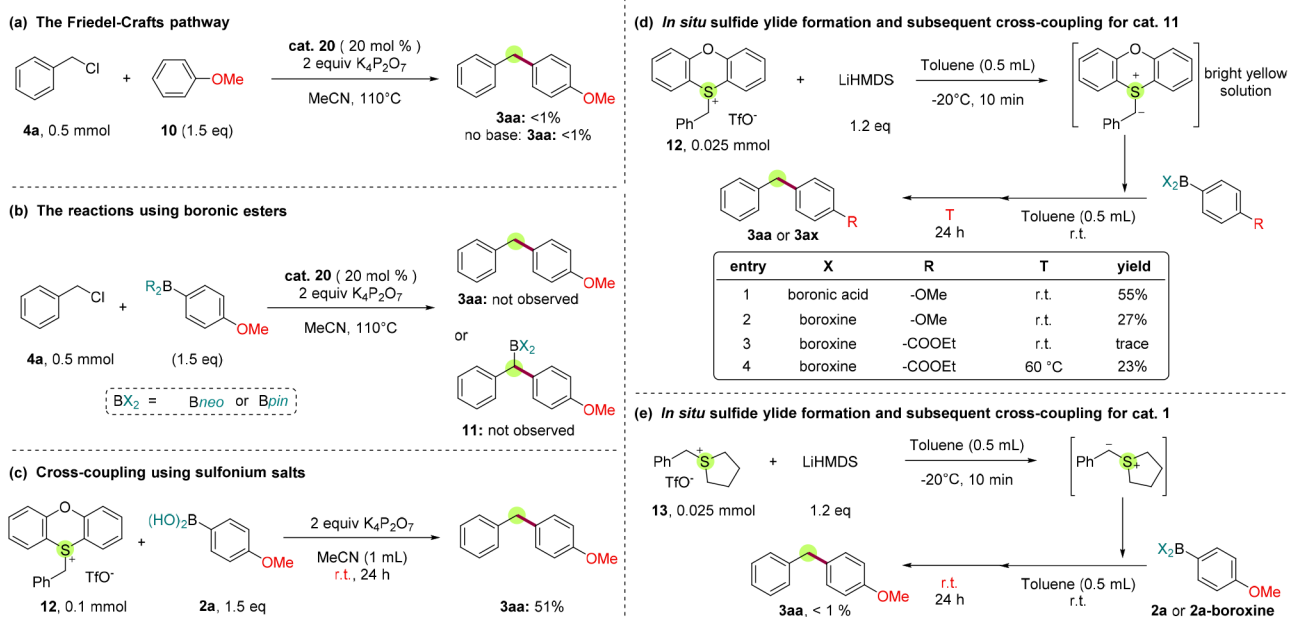 (a) The Friedel-Crafts pathway
Cl
4a, 0.5 mmol
+
OMe
10 (1.5 eq)
cat. 20 ( 20 mol % )
2 equiv K4P2O7
MeCN, 110°C
OMe
3aa: <1%
no base: 3aa: <1%
(b) The reactions using boronic esters
Cl
4a, 0.5 mmol
+
R2B
OMe
(1.5 eq)
BX2 = Bneo or Bpin
cat. 20 ( 20 mol % )
2 equiv K4P2O7
MeCN, 110°C
OMe
3aa: not observed
or
BX2
OMe
11: not observed
(c) Cross-coupling using sulfonium salts
O
S
+
Ph
TfO-
12, 0.1 mmol
+
(HO)2B
OMe
2a, 1.5 eq
2 equiv K4P2O7
MeCN (1 mL)
r.t., 24 h
OMe
3aa: 51%
(d) In situ sulfide ylide formation and subsequent cross-coupling for cat. 11
O
S
+
Ph
TfO-
12, 0.025 mmol
+
LiHMDS
1.2 eq
Toluene (0.5 mL)
-20°C, 10 min
O
+
S
Ph
-
bright yellow
solution
X2B
R
Toluene (0.5 mL)
r.t.
T
24 h
R
3aa or 3ax
entry X R T yield
1 boronic acid -OMe r.t. 55%
2 boroxine -OMe r.t. 27%
3 boroxine -COOEt r.t. trace
4 boroxine -COOEt 60 °C 23%
(e) In situ sulfide ylide formation and subsequent cross-coupling for cat. 1
Ph
+
S
TfO-
13, 0.025 mmol
+
LiHMDS
1.2 eq
Toluene (0.5 mL)
-20°C, 10 min
Ph
-
S
+
X2B
OMe
2a or 2a-boroxine
Toluene (0.5 mL)
r.t.
r.t.
24 h
OMe
3aa, < 1 %